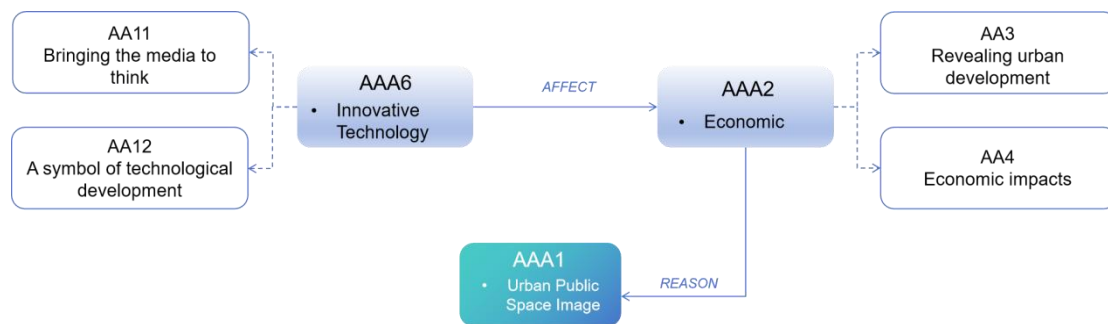 AA11
Bringing the media to
think
AA12
A symbol of technological
development
AAA6
• Innovative
Technology
AFFECT
AAA2
• Economic
AA3
Revealing urban
development
AA4
Economic impacts
AAA1
• Urban Public
Space Image
REASON